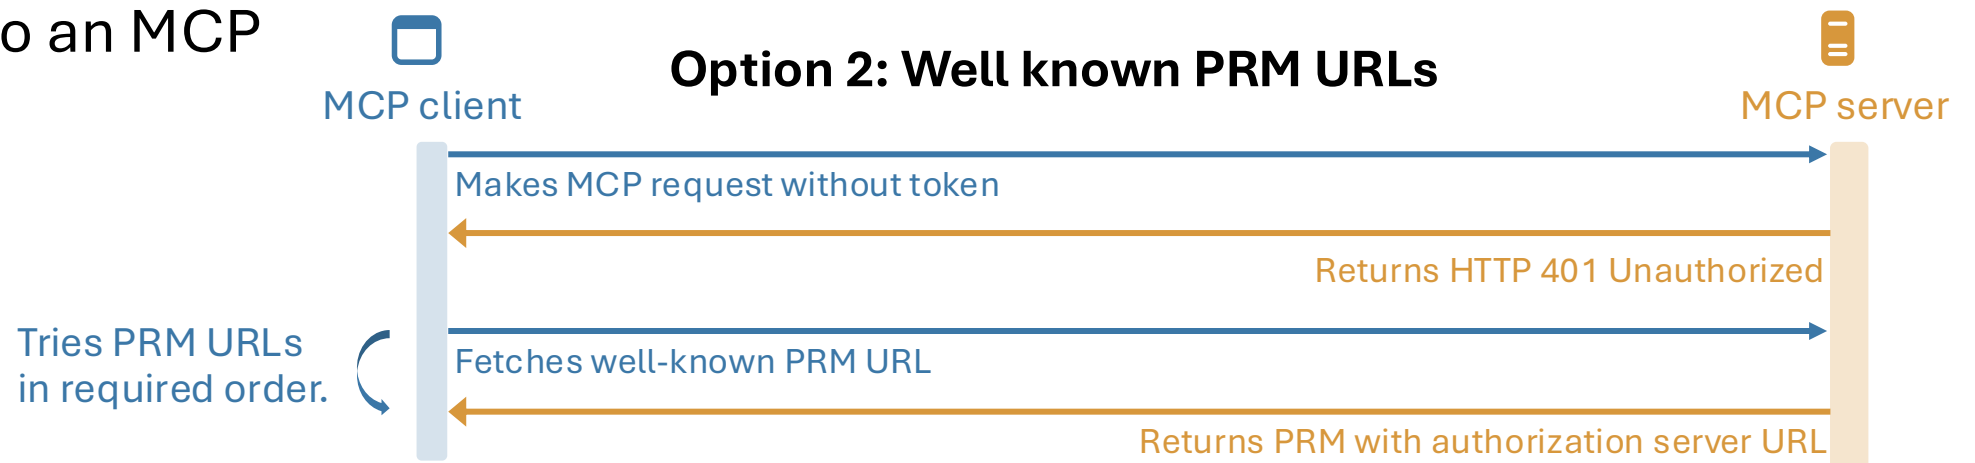 o an MCP
Option 2: Well known PRM URLs
MCP client
MCP server
Makes MCP request without token
Returns HTTP 401 Unauthorized
Tries PRM URLs
in required order.
Fetches well-known PRM URL
Returns PRM with authorization server URL